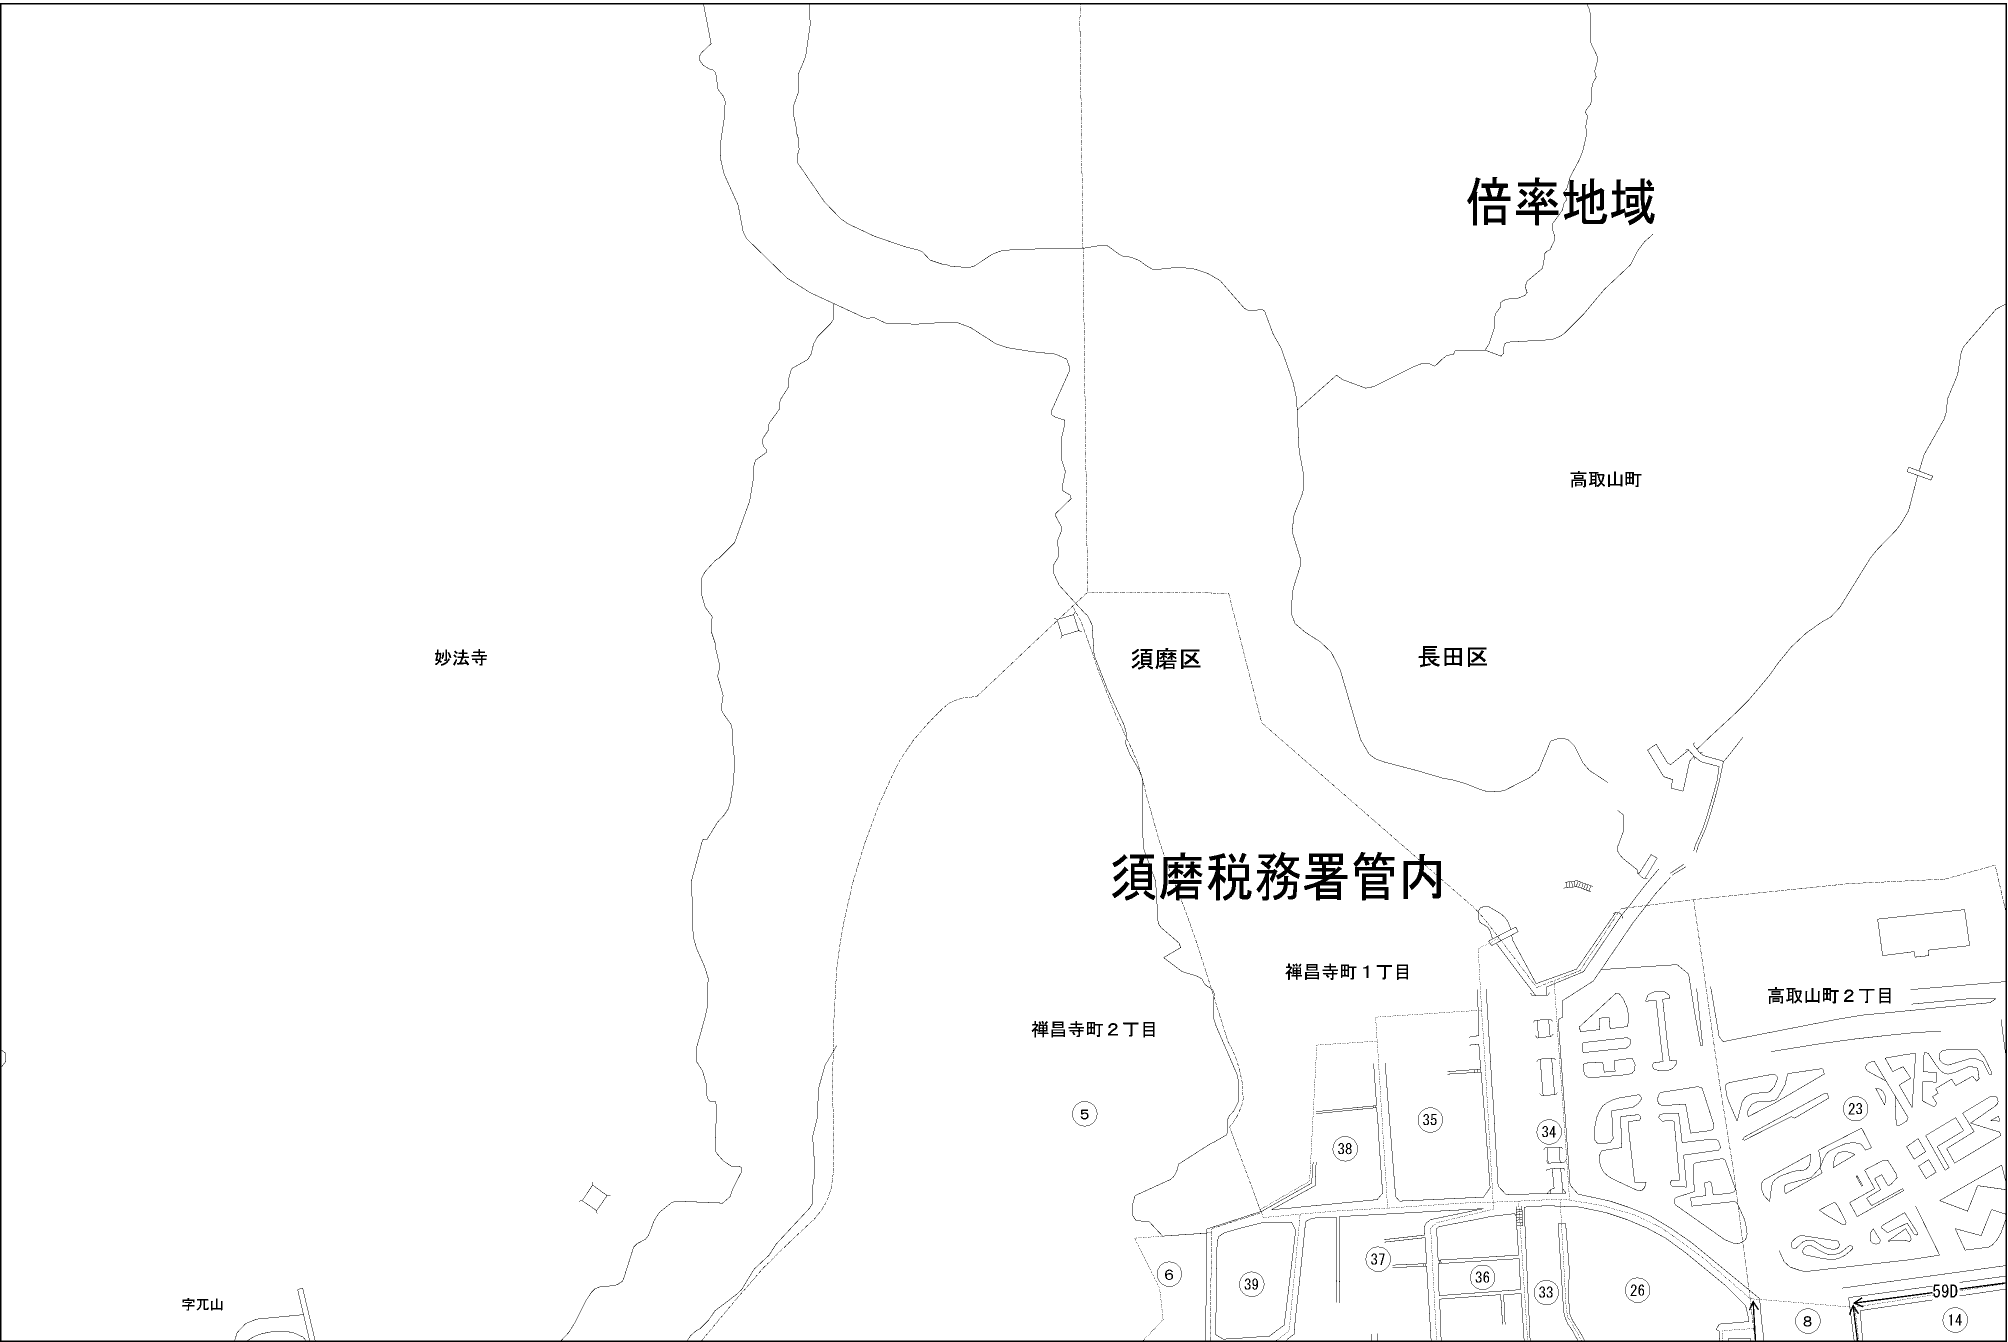 倍率地域
高取山町
妙法寺
須磨区
長田区
須磨税務署管内
禅昌寺町1丁目
高取山町2丁目
禅昌寺町2丁目
5
23
35
34
38
37
6
39
36
33
26
59D
字兀山
8
14